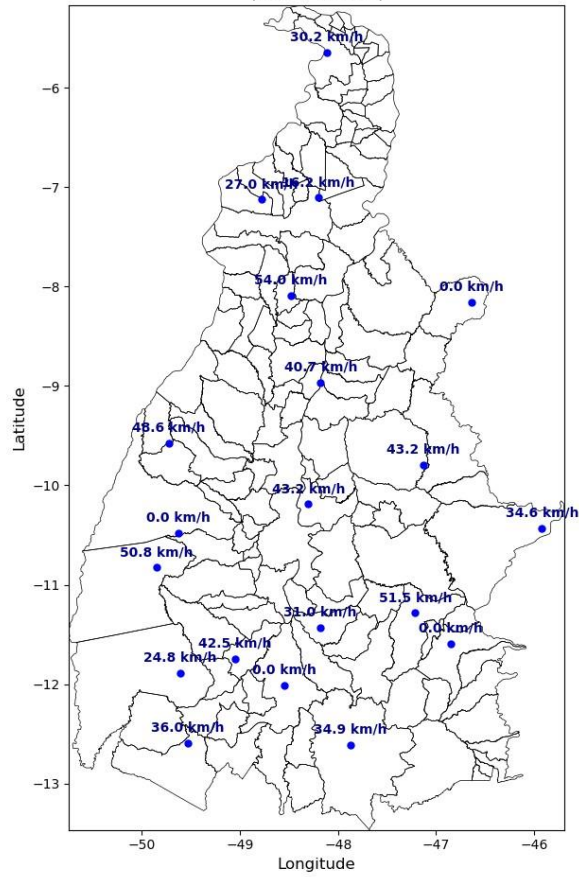 30.2 km/h
−6
27.0 km/h
−7
54.0 km/h
−8
0.0 km/h
40.7 km/h
−9
48.6 km/h
43.2 km/h
Latitude
−10
43.2 km/h
0.0 km/h
34.6 km/h
50.8 km/h
−11
51.5 km/h
31.0 km/h
0.0 km/h
42.5 km/h
24.8 km/h
0.0 km/h
−12
36.0 km/h
34.9 km/h
−13
−50
−49
−48
−47
−46
Longitude